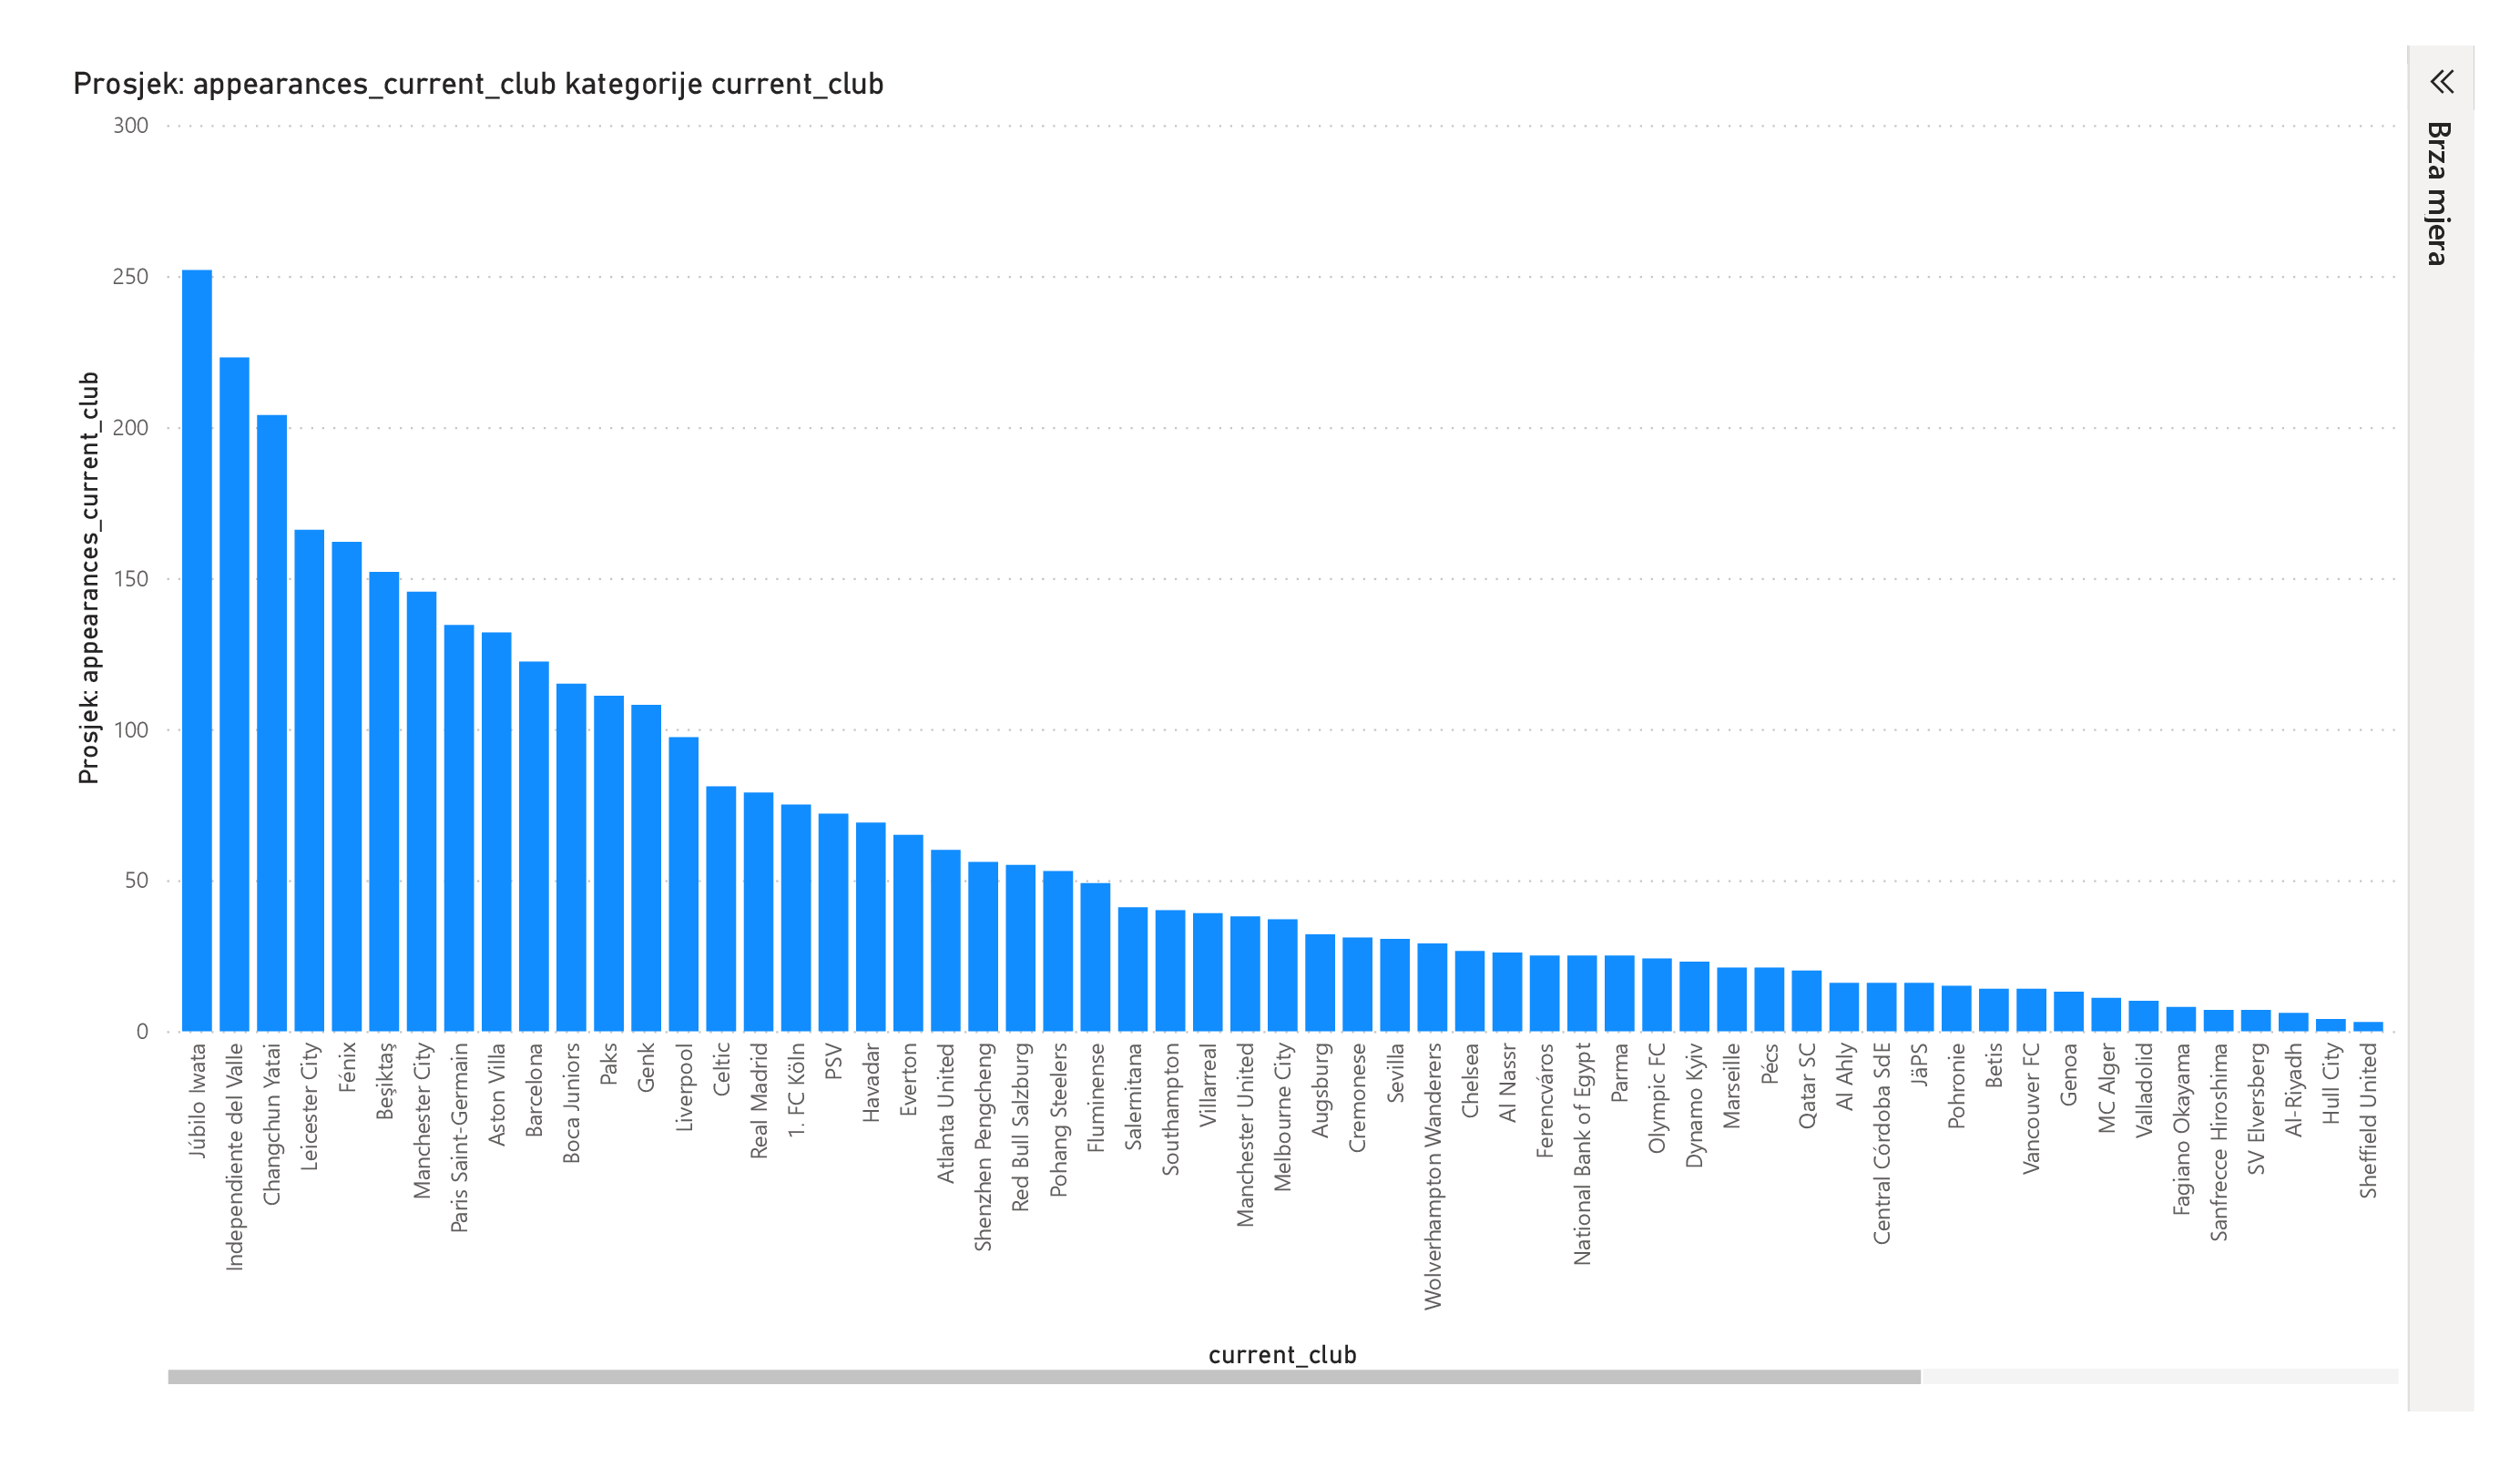 Prosjek: appearances_current_club kategorije current_club
Brza mjera
Prosjek: appearances_current_club
300
250
200
150
100
50
0
Júbilo Iwata
Independiente del Valle
Changchun Yatai
Leicester City
Fénix
Beşiktaş
Manchester City
Paris Saint-Germain
Aston Villa
Barcelona
Boca Juniors
Paks
Genk
Liverpool
Celtic
Real Madrid
1. FC Köln
PSV
Havadar
Everton
Atlanta United
Shenzhen Pengcheng
Red Bull Salzburg
Pohang Steelers
Fluminense
Salernitana
Southampton
Villarreal
Manchester United
Melbourne City
Augsburg
Cremonese
Sevilla
Wolverhampton Wanderers
Chelsea
Al Nassr
Ferencváros
National Bank of Egypt
Parma
Olympic FC
Dynamo Kyiv
Marseille
Pécs
Qatar SC
Al Ahly
Central Córdoba SdE
JäPS
Pohronie
Betis
Vancouver FC
Genoa
MC Alger
Valladolid
Fagiano Okayama
Sanfrecce Hiroshima
SV Elversberg
Al-Riyadh
Hull City
Sheffield United
current_club